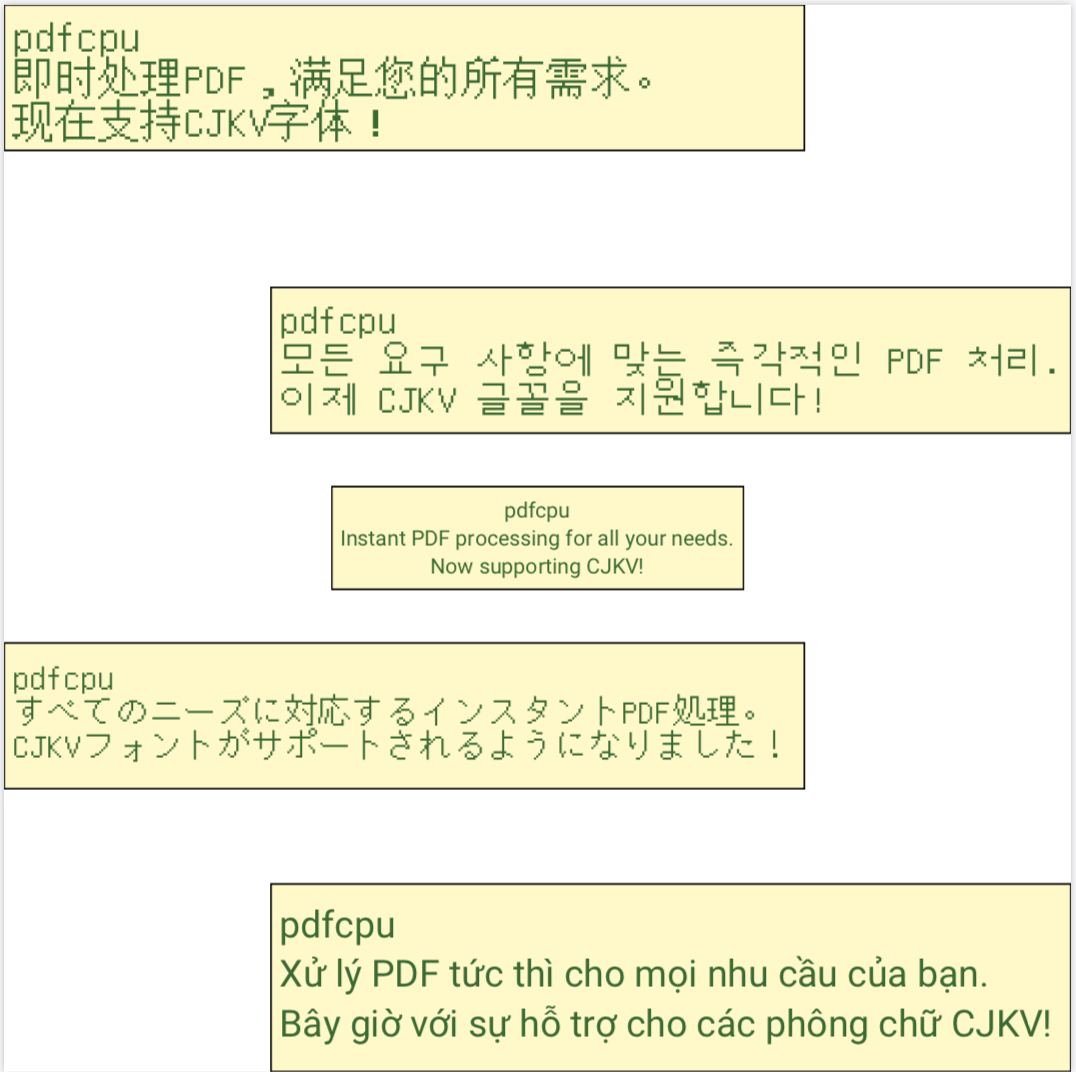 pdfcpu
即时处理PDF，满足您的所有需求。
现在支持CJKV字体！
pdfcpu
모든 요구 사항에 맞는 즉각적인 PDF 처리.
이제 CJKV 글꼴을 지원합니다!
pdfcpu
Instant PDF processing for all your needs.
Now supporting CJKV!
pdfcpu
すべてのニーズに対応するインスタントPDF処理。
CJKVフォントがサポートされるようになりました！
pdfcpu
Xử lý PDF tức thì cho mọi nhu cầu của bạn.
Bây giờ với sự hỗ trợ cho các phông chữ CJKV!